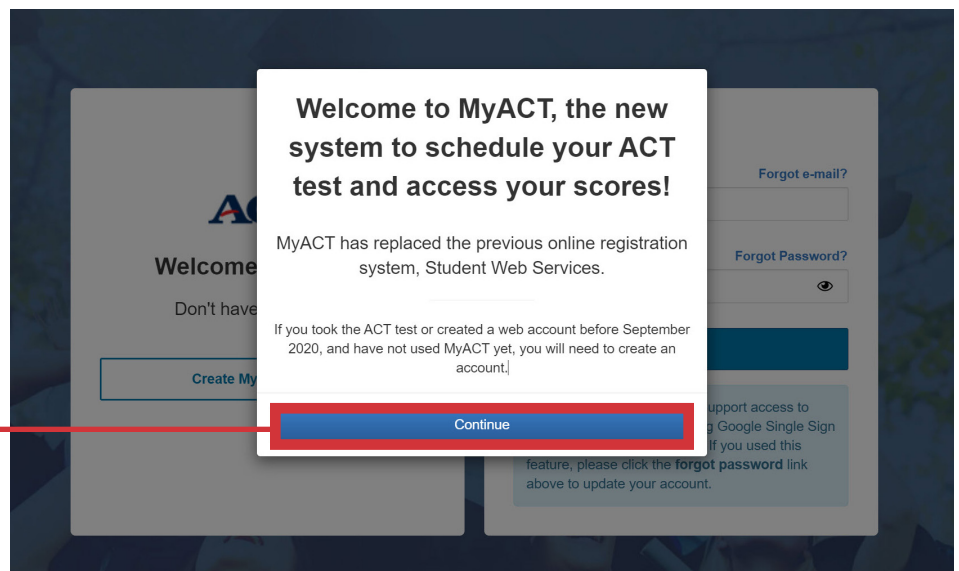 Welcome to MyACT, the new
system to schedule your ACT
test and access your scores!
MyACT has replaced the previous online registration
system, Student Web Services.
If you took the ACT test or created a web account before September
2020, and have not used MyACT yet, you will need to create an
account.
Continue
Welcome
Don't have
Create My
Forgot e-mail?
Forgot Password?
upport access to
g Google Single Sign
If you used this
feature, please click the forgot password link
above to update your account.